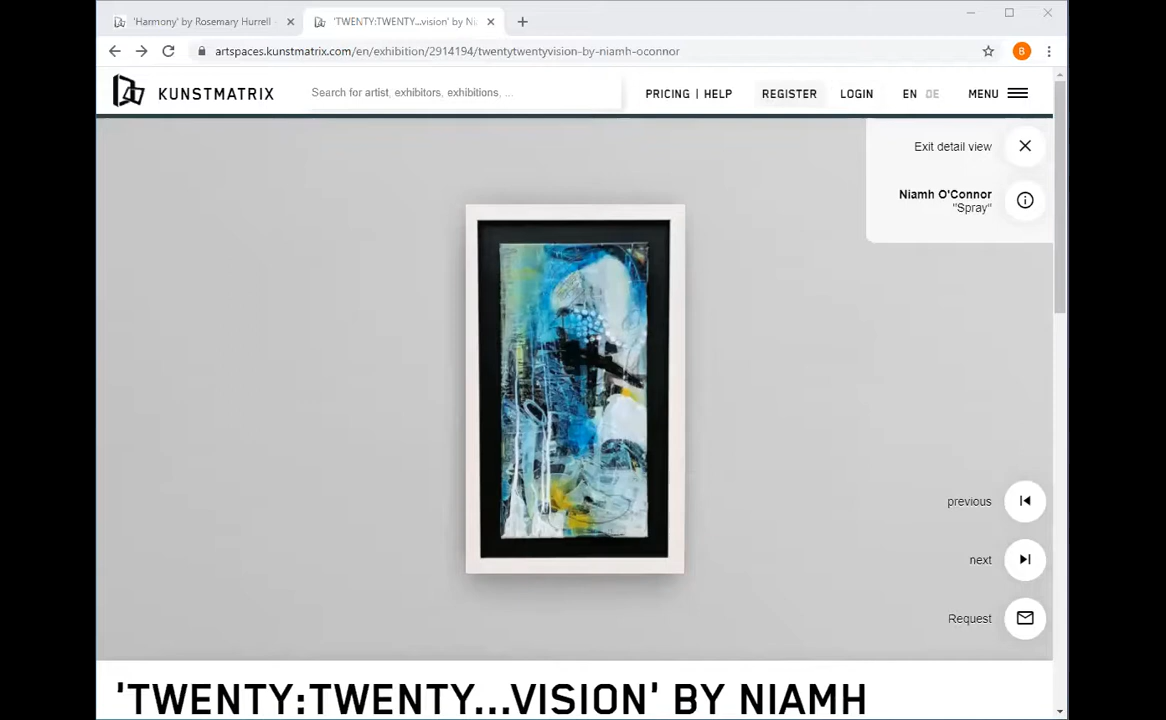 'Harmony' by Rosemary Hurrell
'TWENTY:TWENTY...vision' by Ni
artspaces.kunstmatrix.com/en/exhibition/2914194/twentytwentyvision-by-niamh-oconnor
B
KUNSTMATRIX
Search for artist, exhibitors, exhibitions, ...
PRICING | HELP
REGISTER
LOGIN
EN DE
MENU
Exit detail view
Niamh O'Connor
"Spray"
previous
next
Request
'TWENTY:TWENTY...VISION' BY NIAMH